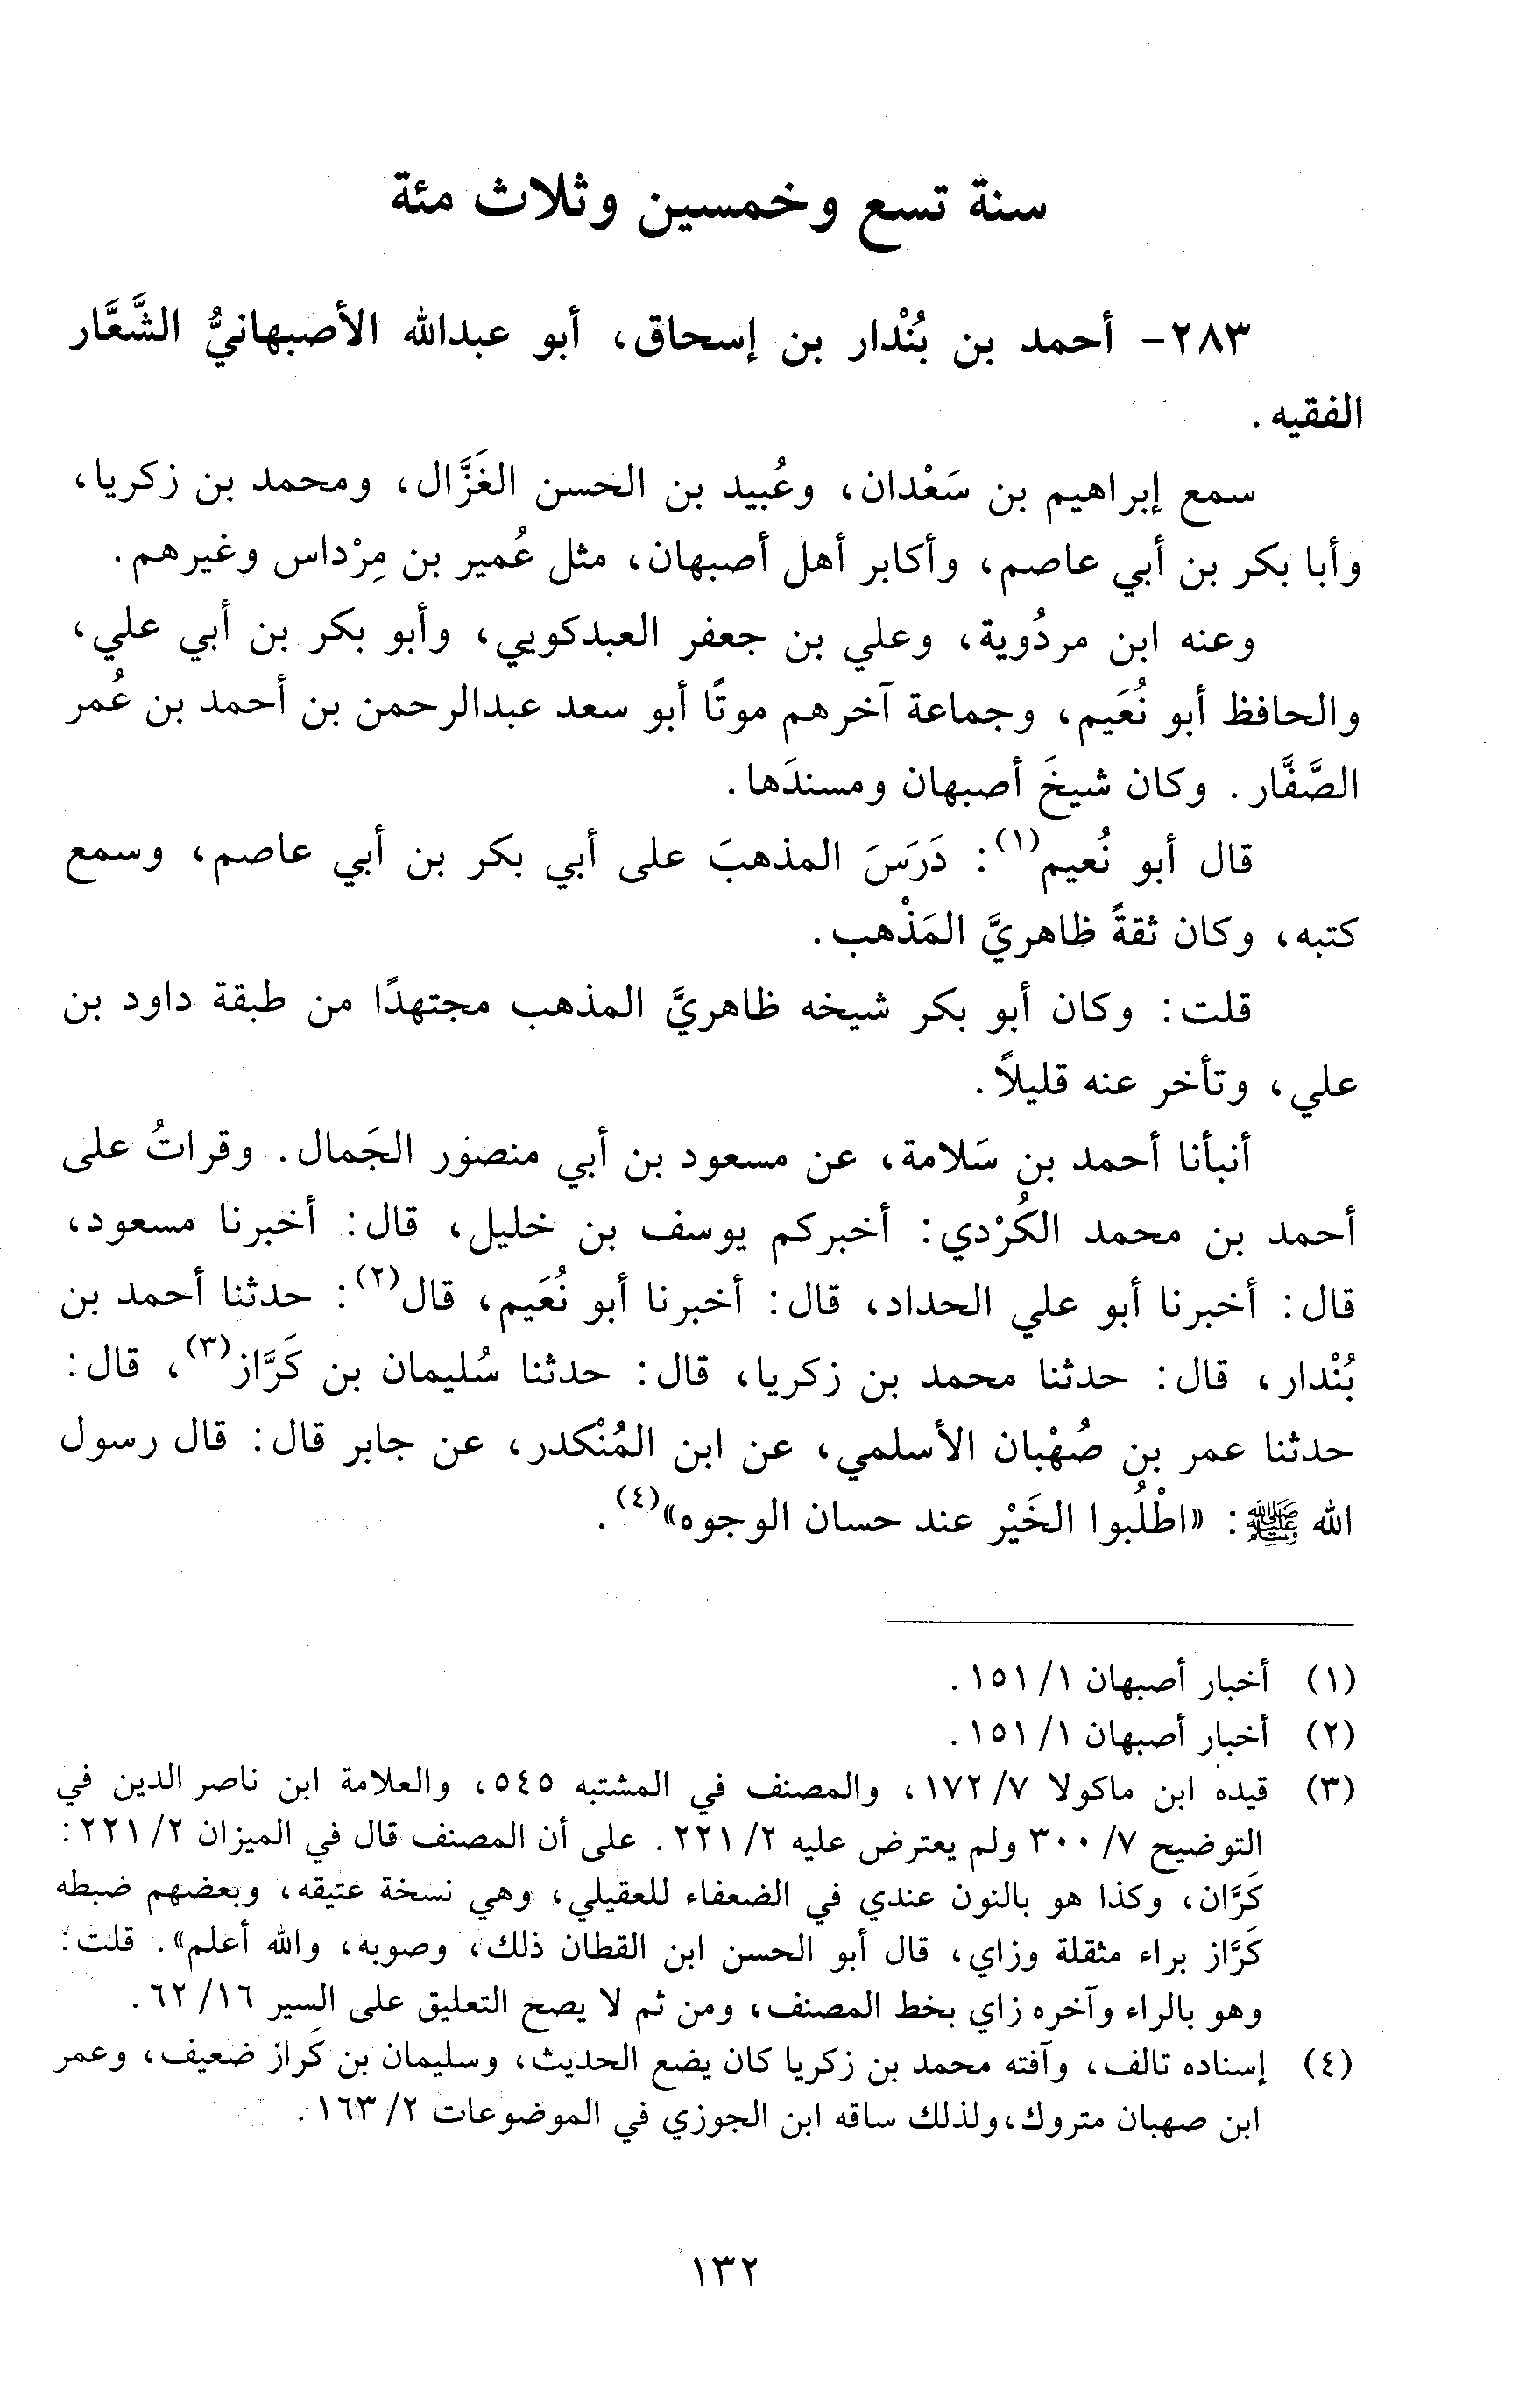 سنة تسع وخمسين وثلاث مئة
٢٨٣- أحمد بن بُنْدار بن إسحاق، أبو عبدالله الأصبهانيُّ الشَّعَّار
الفقيه.
سمع إبراهيم بن سَعْدان، وعُبيد بن الحسن الغَزَّال، ومحمد بن زكريا،
وأبا بكر بن أبي عاصم، وأكابر أهل أصبهان، مثل عُمير بن مِرْداس وغيرهم.
وعنه ابن مردُوية، وعلي بن جعفر العبدكويي، وأبو بكر بن أبي علي،
والحافظ أبو نُعَيم، وجماعة آخرهم موتًا أبو سعد عبدالرحمن بن أحمد بن عُمر
الصَّفَّار. وكان شيخَ أصبهان ومسندَها.
قال أبو نُعيم(١): دَرَسَ المذهبَ على أبي بكر بن أبي عاصم، وسمع
كتبه، وكان ثقةً ظاهريَّ المَذْهب.
قلت: وكان أبو بكر شيخه ظاهريَّ المذهب مجتهدًا من طبقة داود بن
علي، وتأخر عنه قليلاً.
أنبأنا أحمد بن سَلامة، عن مسعود بن أبي منصور الجَمال. وقراتُ على
أحمد بن محمد الكُرْدي: أخبركم يوسف بن خليل، قال: أخبرنا مسعود،
قال: أخبرنا أبو علي الحداد، قال: أخبرنا أبو نُعَيم، قال(٢): حدثنا أحمد بن
بُنْدار، قال: حدثنا محمد بن زكريا، قال: حدثنا سُليمان بن كَرَّاز(٣)، قال:
حدثنا عمر بن صُهْبان الأسلمي، عن ابن المُنْكدر، عن جابر قال: قال رسول
الله ﷺ: «اطْلُبوا الخَيْر عند حسان الوجوه»(٤).
(١) أخبار أصبهان ١/ ١٥١.
(٢) أخبار أصبهان ١/ ١٥١.
(٣) قيده ابن ماكولا ٧/ ١٧٢، والمصنف في المشتبه ٥٤٥، والعلامة ابن ناصر الدين في
التوضيح ٧/ ٣٠٠ ولم يعترض عليه ٢/ ٢٢١. على أن المصنف قال في الميزان ٢/ ٢٢١:
كَرَّان، وكذا هو بالنون عندي في الضعفاء للعقيلي، وهي نسخة عتيقه، وبعضهم ضبطه
كَرَّاز براء مثقلة وزاي، قال أبو الحسن ابن القطان ذلك، وصوبه، والله أعلم». قلت:
وهو بالراء وآخره زاي بخط المصنف، ومن ثم لا يصح التعليق على السير ١٦/ ٦٢.
(٤) إسناده تالف، وآفته محمد بن زكريا كان يضع الحديث، وسليمان بن كَراز ضعيف، وعمر
ابن صهبان متروك،ولذلك ساقه ابن الجوزي في الموضوعات ٢/ ١٦٣.
١٣٢